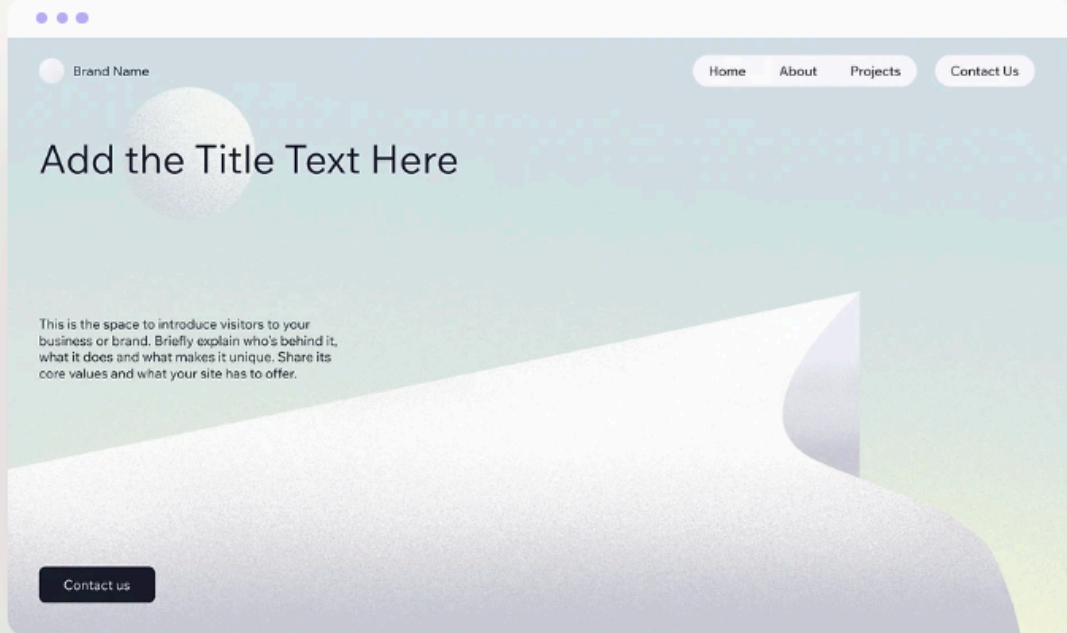 Brand Name
Home
About
Projects
Contact Us
Add the Title Text Here
This is the space to introduce visitors to your
business or brand. Briefly explain who's behind it,
what it does and what makes it unique. Share its
core values and what your site has to offer.
Contact us